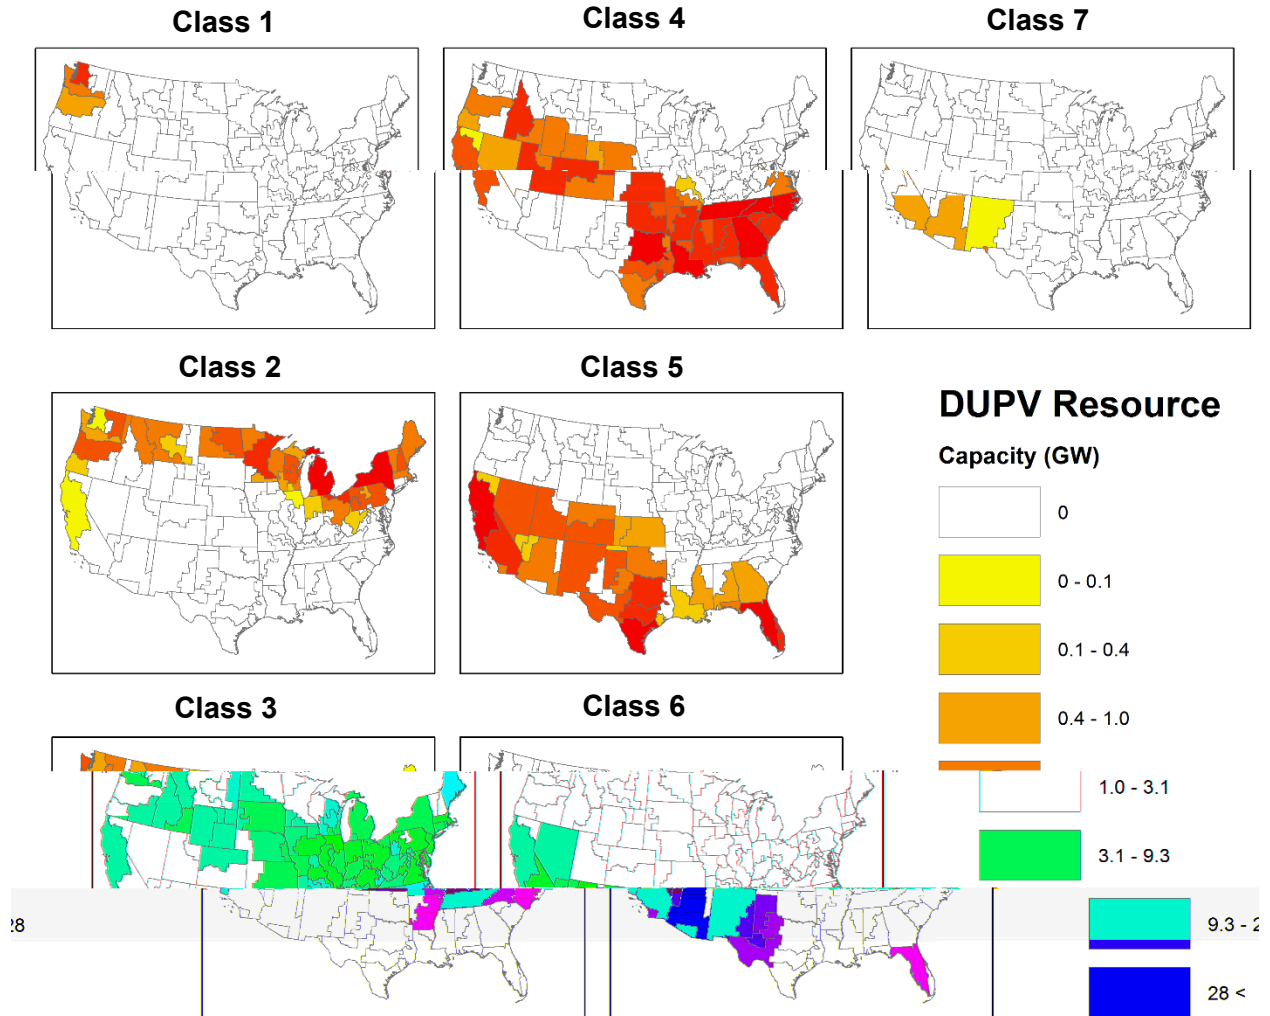 Class 1
Class 4
Class 7
Class 2
Class 5
DUPV Resource
Capacity (GW)
0
0 - 0.1
0.1 - 0.4
0.4 - 1.0
Class 3
Class 6
1.0 - 3.1
3.1 - 9.3
28
9.3 - 2
28 <